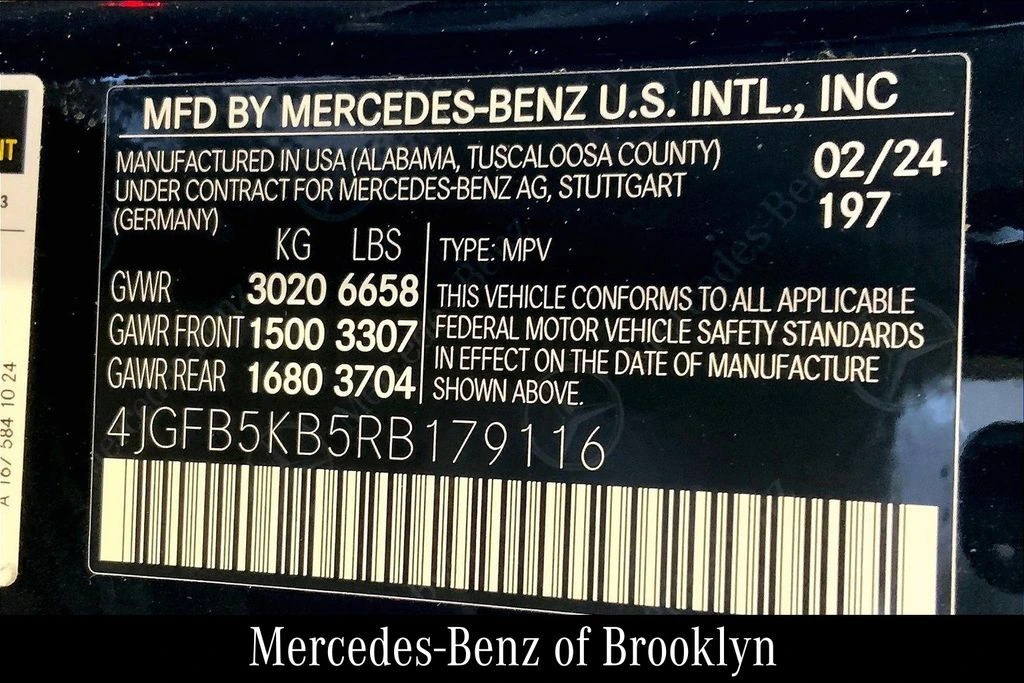 MFD BY MERCEDES-BENZ U.S. INTL., INC
MANUFACTURED IN USA (ALABAMA, TUSCALOOSA COUNTY)
UNDER CONTRACT FOR MERCEDES-BENZ AG, STUTTGART
(GERMANY)
02/24
197
KG LBS
GVWR 3020 6658
GAWR FRONT 1500 3307
GAWR REAR 1680 3704
TYPE: MPV
THIS VEHICLE CONFORMS TO ALL APPLICABLE
FEDERAL MOTOR VEHICLE SAFETY STANDARDS
IN EFFECT ON THE DATE OF MANUFACTURE
SHOWN ABOVE.
4JGFB5KB5RB179116
A 167 584 10 24
3
Mercedes-Benz of Brooklyn